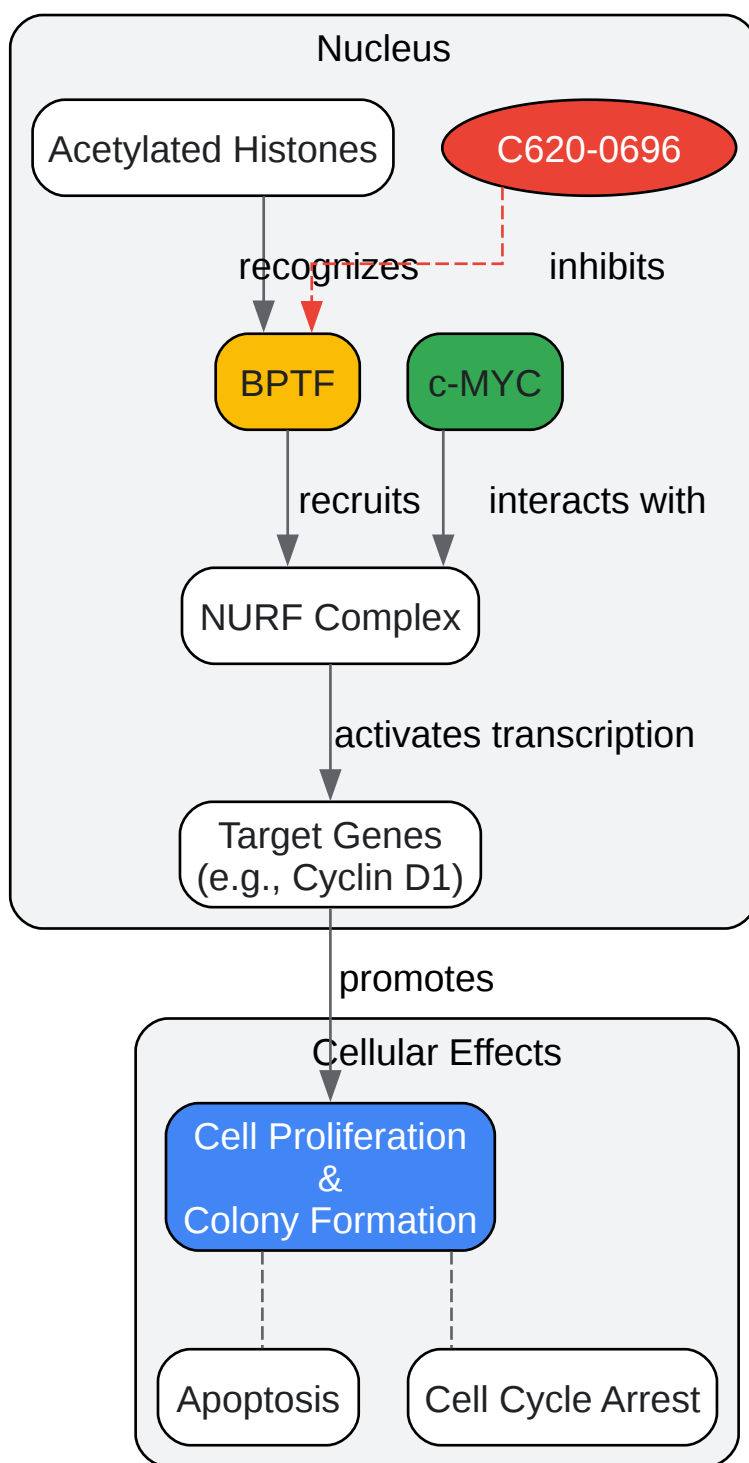 Nucleus
Acetylated Histones
C620-0696
recognizes
inhibits
BPTF
c-MYC
recruits
interacts with
NURF Complex
activates transcription
Target Genes
(e.g., Cyclin D1)
promotes
Cellular Effects
Cell Proliferation
&
Colony Formation
Apoptosis
Cell Cycle Arrest